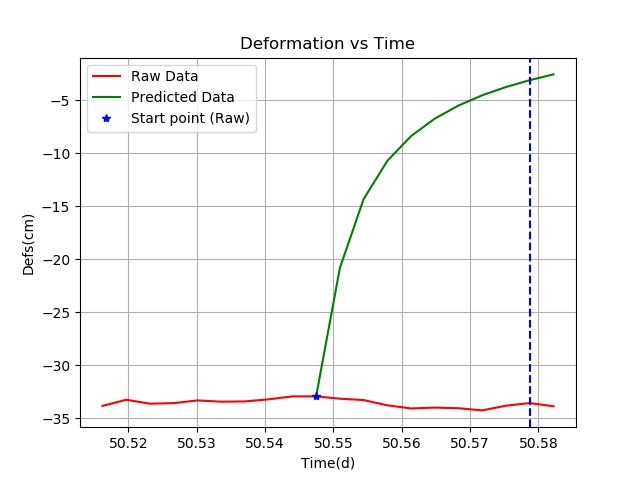 Deformation vs Time
Raw Data
Predicted Data
Start point (Raw)
Defs(cm)
−5
−10
−15
−20
−25
−30
−35
50.52 50.53 50.54 50.55 50.56 50.57 50.58
Time(d)